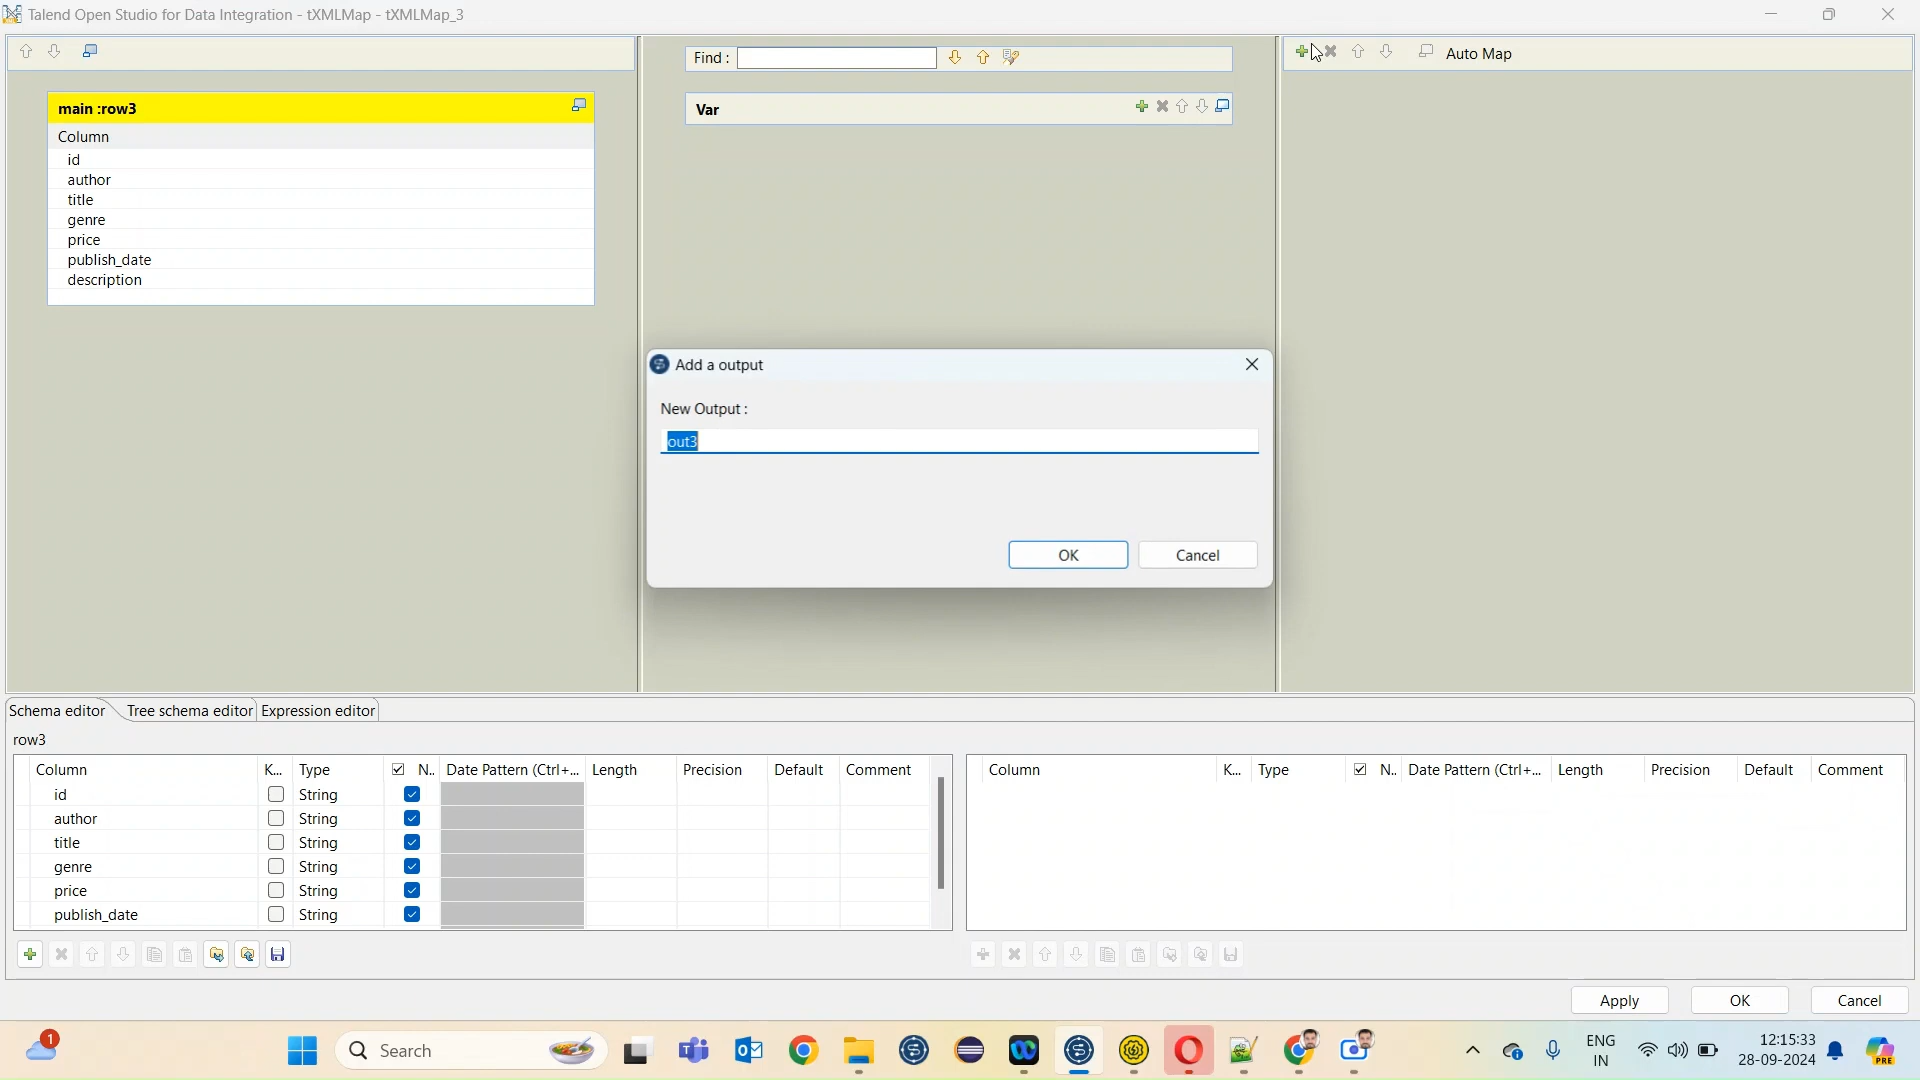 Talend Open Studio for Data Integration - tXMLMap - tXMLMap_3
Find :
Auto Map
main :row3
Var
Column
id
author
title
genre
price
publish_date
description
Add a output
New Output :
out3
OK
Cancel
Schema editor
Tree schema editor
Expression editor
row3
Column K... Type N.. Date Pattern (Ctrl+... Length Precision Default Comment
id String
author String
title String
genre String
price String
publish_date String
Column K... Type N.. Date Pattern (Ctrl+... Length Precision Default Comment
Apply
OK
Cancel
1
Search
ENG
IN
12:15:33
28-09-2024
PRE